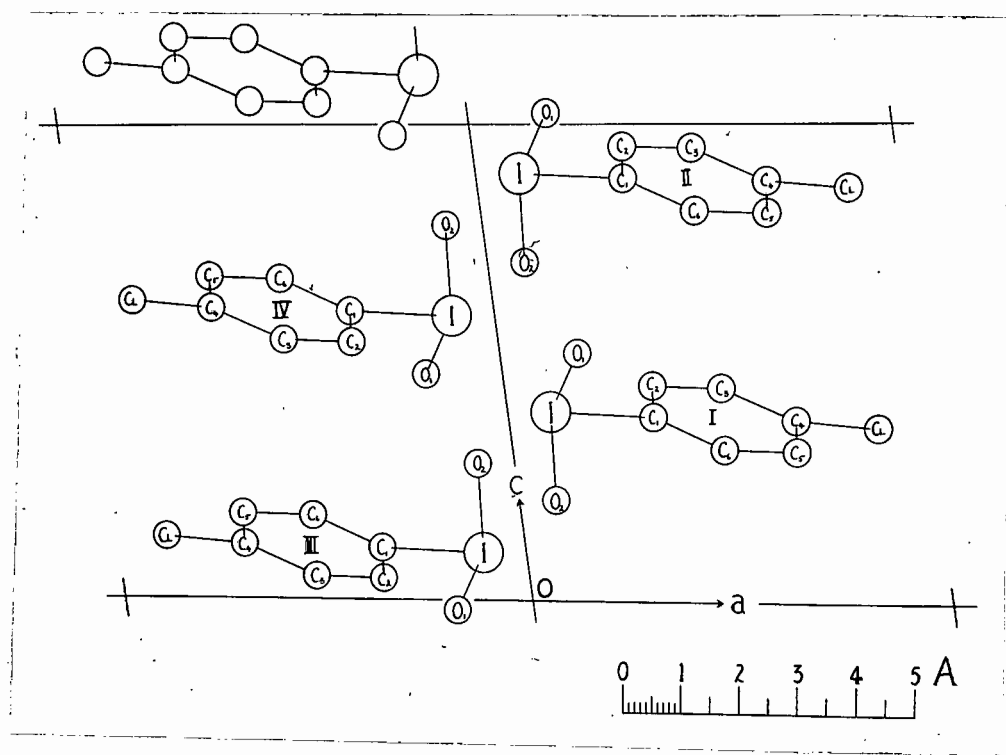 O₁
C₂ C₃
I C₁ II C₄ CL
C₆ C₅
O₂
O₂
C₅ C₆
CL C₄ IV C₁ I
C₃ C₂
O₁
O₁
C₂ C₃
I C₁ I C₄ CL
C₆ C₅
O₂
O₂
C
C₅ C₆
CL C₄ III C₁ I
C₃ C₂
O₁
O
a
0 1 2 3 4 5 A